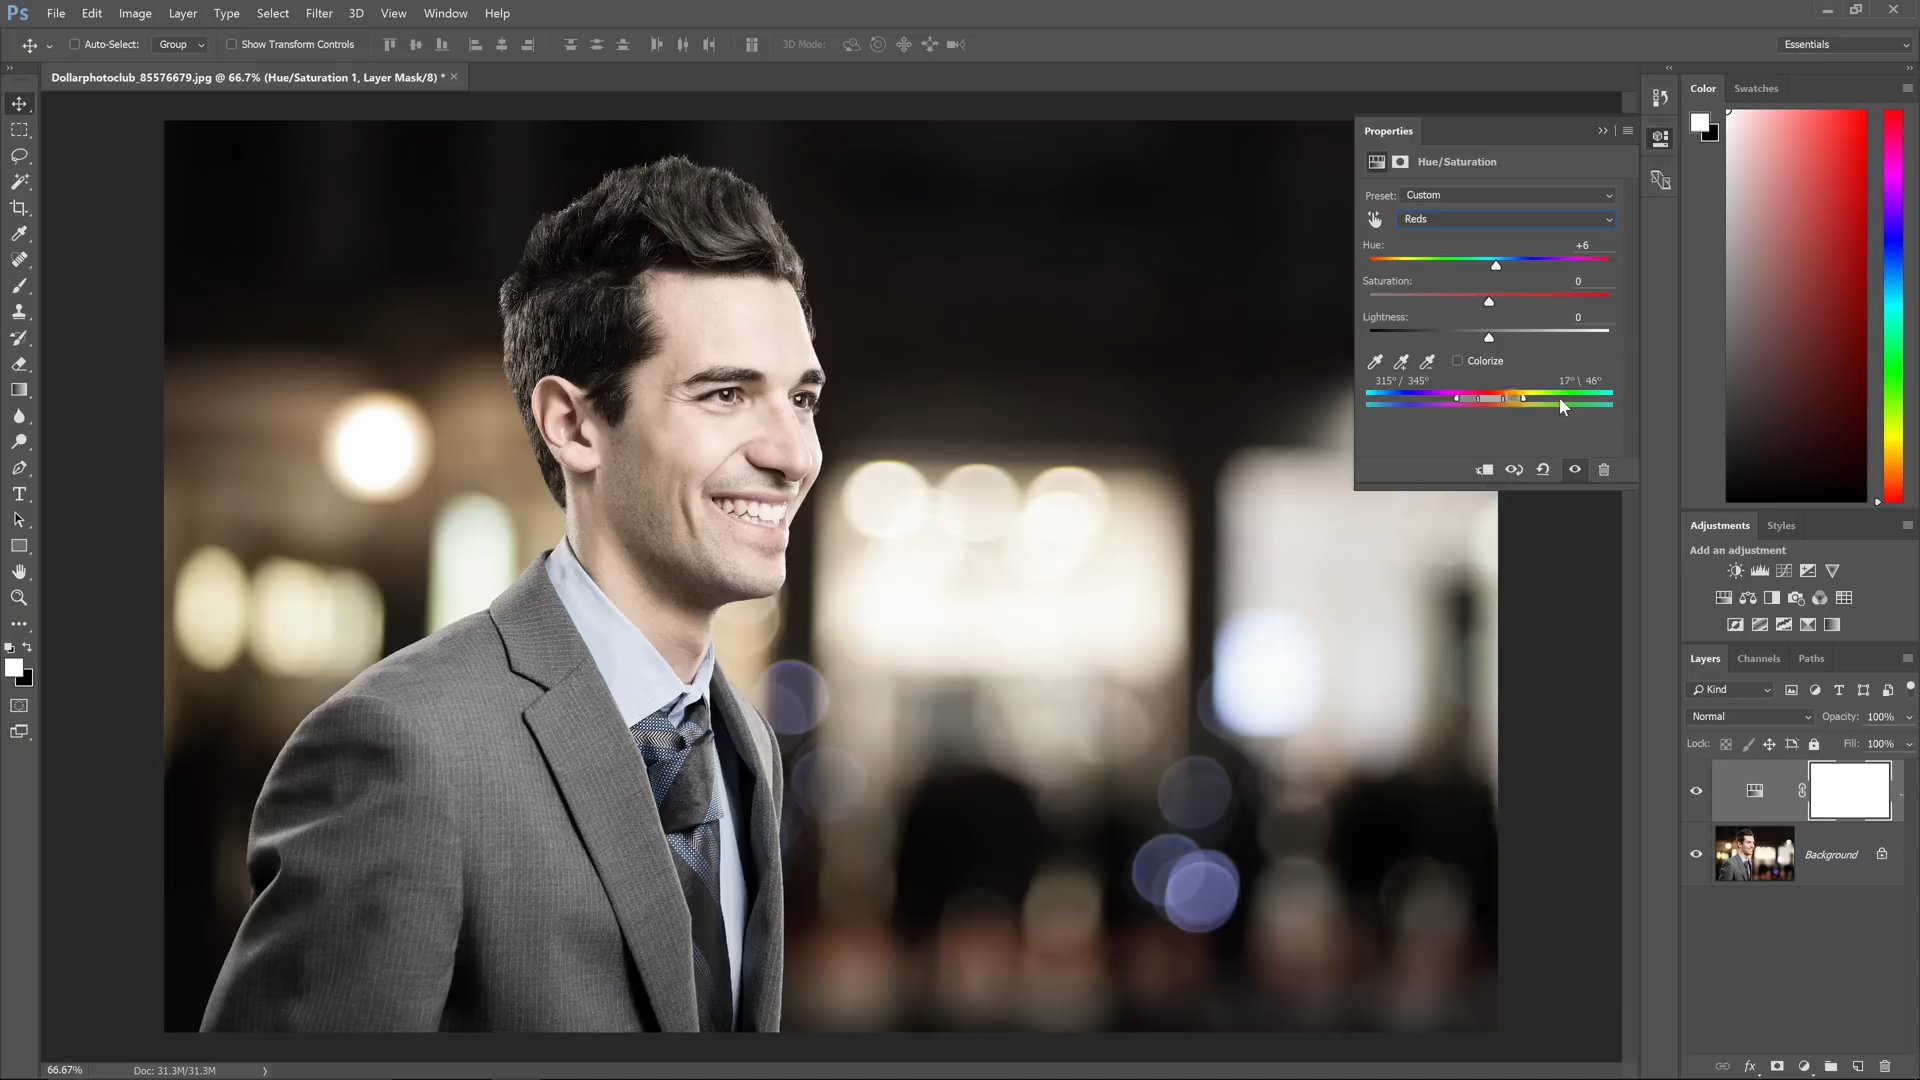 Ps File Edit Image Layer Type Select Filter 3D View Window Help
Auto-Select: Group Show Transform Controls 3D Mode: Essentials
Dollarphotoclub_85576679.jpg @ 66.7% (Hue/Saturation 1, Layer Mask/8) *
Color Swatches
Properties
Hue/Saturation
Preset: Custom
Reds
Hue: +6
Saturation: 0
Lightness: 0
Colorize
315° / 345° 17° \ 46°
Adjustments Styles
Add an adjustment
Layers Channels Paths
Kind
Normal Opacity: 100%
Lock: Fill: 100%
Background
66.67% Doc: 31.3M/31.3M